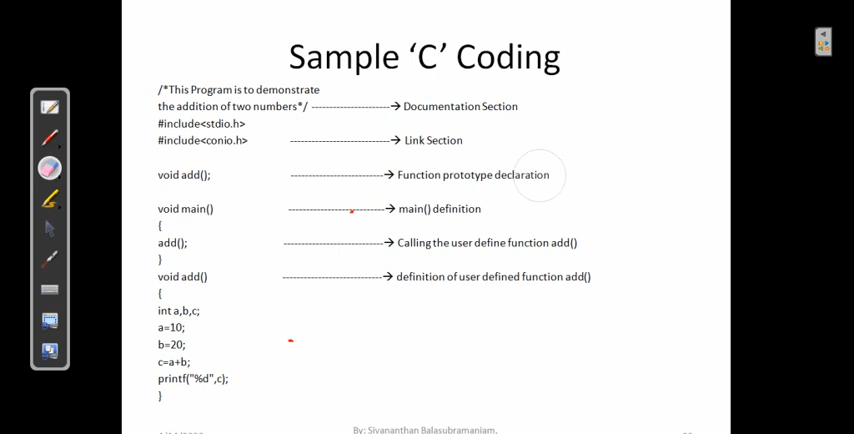 Sample ‘C’ Coding
/*This Program is to demonstrate
the addition of two numbers*/ ----------------------→ Documentation Section
#include<stdio.h>
#include<conio.h> ----------------------------→ Link Section
void add(); --------------------------→ Function prototype declaration
void main() ---------------------------→ main() definition
{
add(); ----------------------------→ Calling the user define function add()
}
void add() ----------------------------→ definition of user defined function add()
{
int a,b,c;
a=10;
b=20;
c=a+b;
printf("%d",c);
}
By: Sivananthan Balasubramaniam,